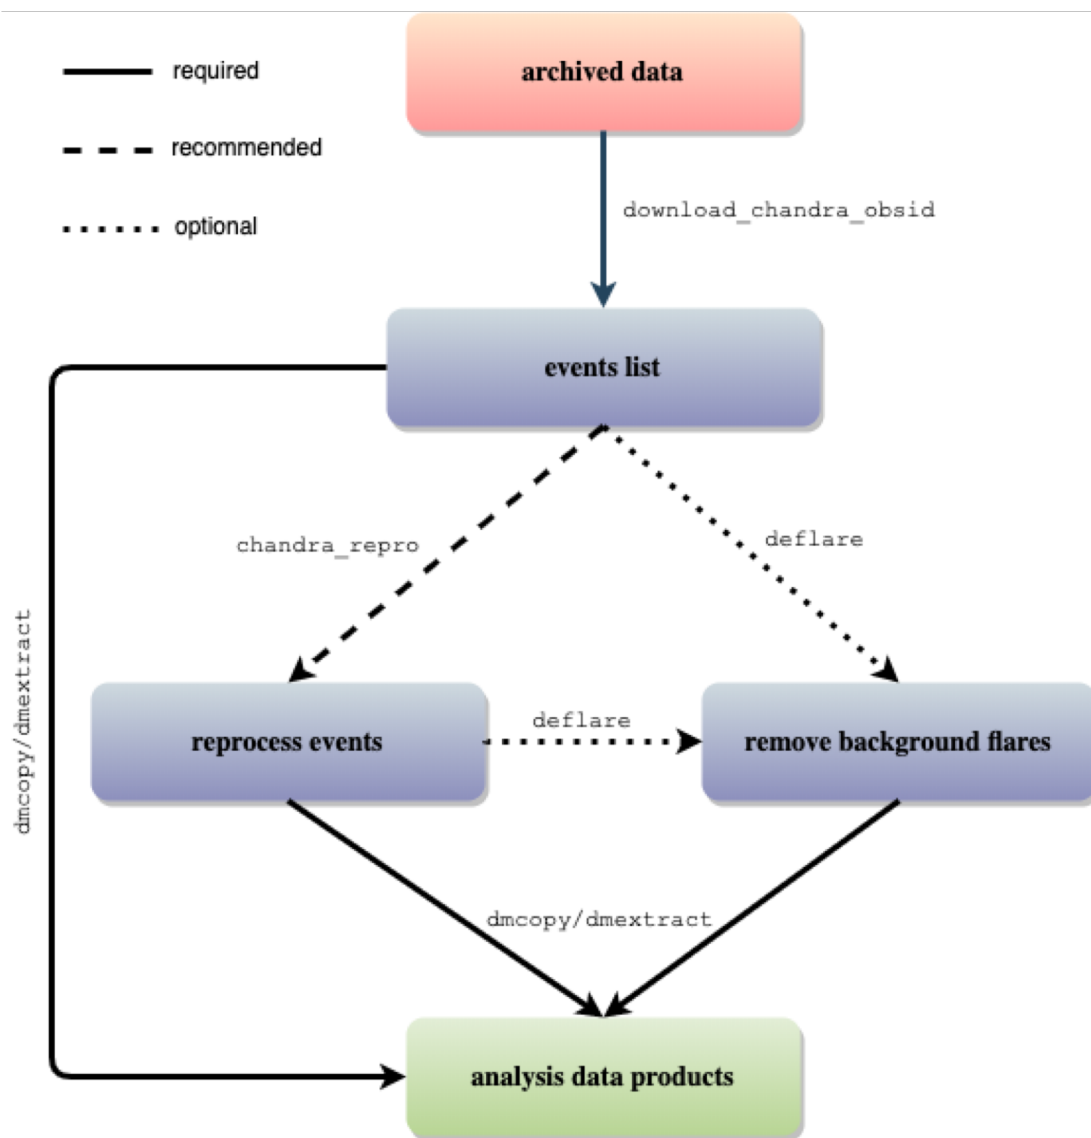 required
archived data
recommended
download_chandra_obsid
optional
events list
chandra_repro
deflare
dmcopy/dmextract
reprocess events
deflare
remove background flares
dmcopy/dmextract
analysis data products